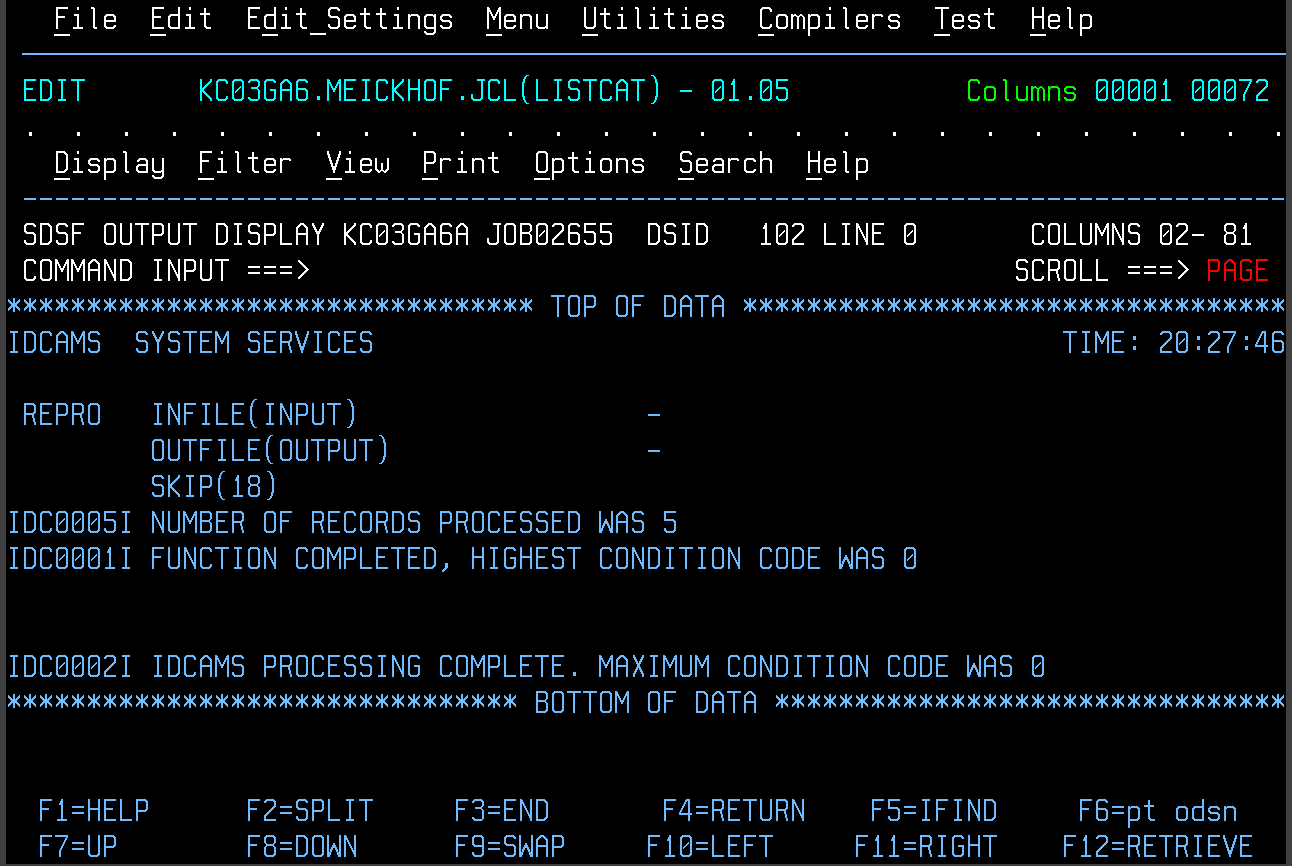 File  Edit  Edit_Settings  Menu  Utilities  Compilers  Test  Help
EDIT       KC03GA6.MEICKHOF.JCL(LISTCAT) - 01.05                      Columns 00001 00072
. . . . . . . . . . . . . . . . . . . . . . . . . . .
Display  Filter  View  Print  Options  Search  Help
-------------------------------------------------------------------------------
SDSF OUTPUT DISPLAY KC03GA6A JOB02655  DSID   102 LINE 0       COLUMNS 02- 81
COMMAND INPUT ===>                                            SCROLL ===> PAGE
********************************* TOP OF DATA **********************************
IDCAMS  SYSTEM SERVICES                                           TIME: 20:27:46
REPRO   INFILE(INPUT)                  -
OUTFILE(OUTPUT)                -
SKIP(18)
IDC0005I NUMBER OF RECORDS PROCESSED WAS 5
IDC0001I FUNCTION COMPLETED, HIGHEST CONDITION CODE WAS 0
IDC0002I IDCAMS PROCESSING COMPLETE. MAXIMUM CONDITION CODE WAS 0
******************************** BOTTOM OF DATA ********************************
F1=HELP      F2=SPLIT     F3=END       F4=RETURN    F5=IFIND     F6=pt odsn
F7=UP        F8=DOWN      F9=SWAP     F10=LEFT     F11=RIGHT    F12=RETRIEVE